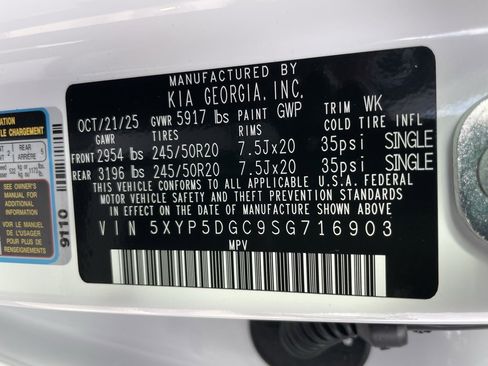 MANUFACTURED BY
KIA GEORGIA, INC.
OCT/21/25 GVWR 5917 lbs PAINT GWP TRIM WK
GAWR TIRES RIMS COLD TIRE INFL
FRONT 2954 lbs 245/50R20 7.5Jx20 35psi SINGLE
REAR 3196 lbs 245/50R20 7.5Jx20 35psi SINGLE
THIS VEHICLE CONFORMS TO ALL APPLICABLE U.S.A. FEDERAL
MOTOR VEHICLE SAFETY STANDARDS IN EFFECT
ON THE DATE OF MANUFACTURE SHOWN ABOVE.
VIN 5XYP5DGC9SG716903
MPV
CHARGEMENT
REAR
ARRIÈRE
SEE OWNER'S
MANUAL FOR
ADDITIONAL
INFORMATION
VOIR LE MANUEL
DE L'USAGER
POUR PLUS DE
RENSEIGNEMENTS
9110